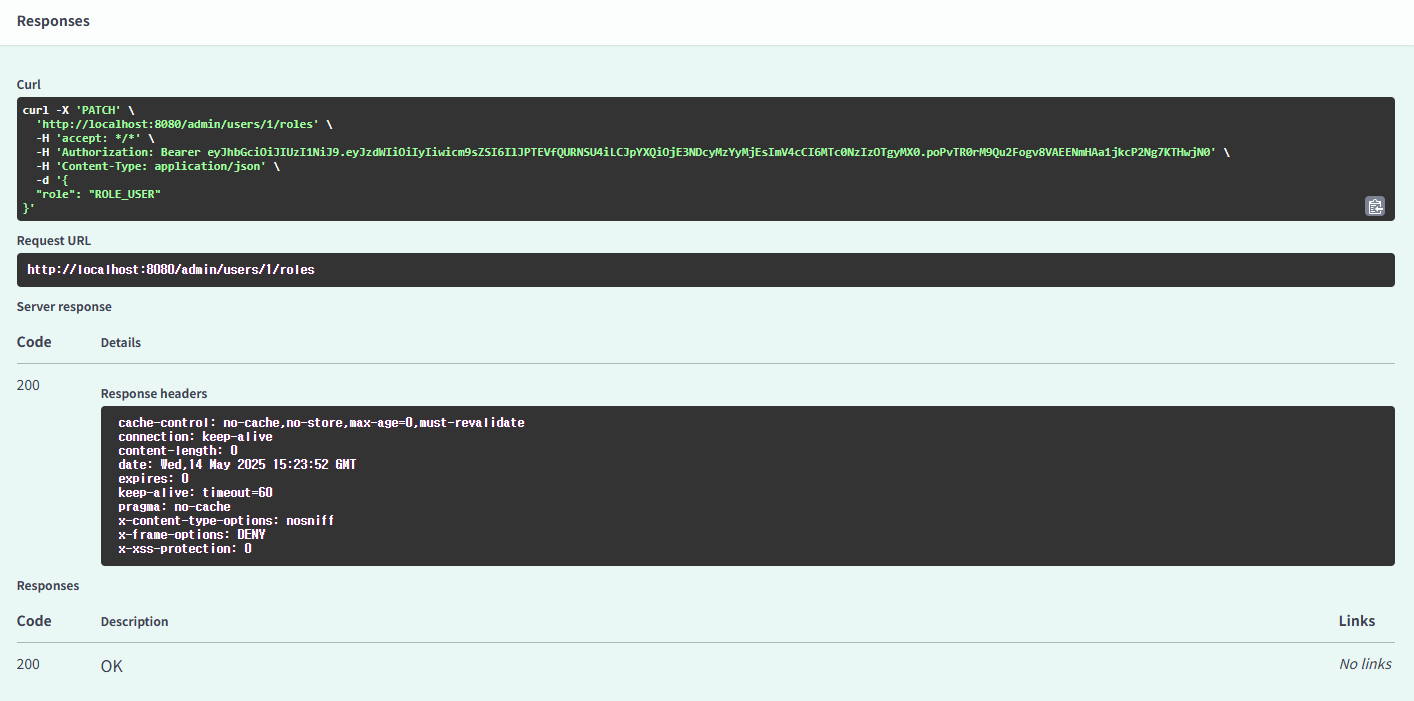 Responses
Curl
curl -X 'PATCH' \
'http://localhost:8080/admin/users/1/roles' \
-H 'accept: */*' \
-H 'Authorization: Bearer eyJhbGciOiJIUzI1NiJ9.eyJzdWIiOiIyIiwicm9sZSI6IlJPTEVfQURNSU4iLCJpYXQiOjE3NDcyMzYyMjEsImV4cCI6MTc0NzIzOTgyMX0.poPvTR0rM9Qu2Fogv8VAEENmHAa1jkcP2Ng7KTHwjN0' \
-H 'Content-Type: application/json' \
-d '{
"role": "ROLE_USER"
}'
Request URL
http://localhost:8080/admin/users/1/roles
Server response
Code Details
200
Response headers
cache-control: no-cache,no-store,max-age=0,must-revalidate
connection: keep-alive
content-length: 0
date: Wed,14 May 2025 15:23:52 GMT
expires: 0
keep-alive: timeout=60
pragma: no-cache
x-content-type-options: nosniff
x-frame-options: DENY
x-xss-protection: 0
Responses
Code Description Links
200 OK No links